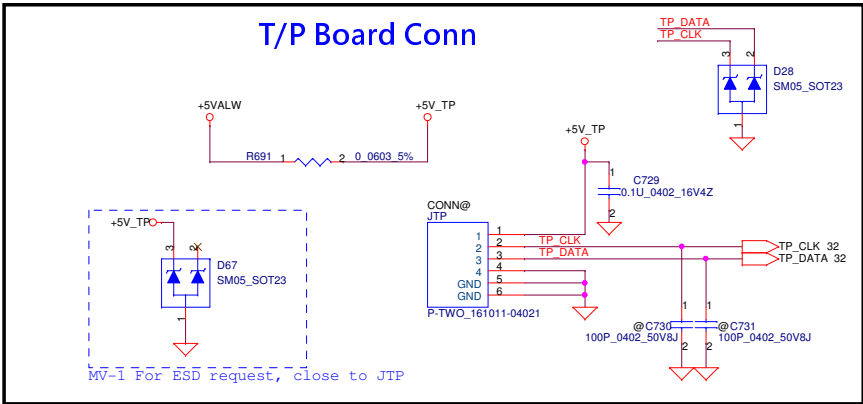 T/P Board Conn
TP_DATA
TP_CLK
3
2
D28
SM05_SOT23
1
+5VALW
+5V_TP
R691 1 2 0_0603_5%
+5V_TP
1
C729
0.1U_0402_16V4Z
2
CONN@
JTP
1 1
2 2 TP_CLK
3 3 TP_DATA
4 4
GND 5
GND 6
P-TWO_161011-04021
TP_CLK 32
TP_DATA 32
1 1
@C730 @C731
100P_0402_50V8J 100P_0402_50V8J
2 2
+5V_TP
3 2
D67
SM05_SOT23
1
MV-1 For ESD request, close to JTP